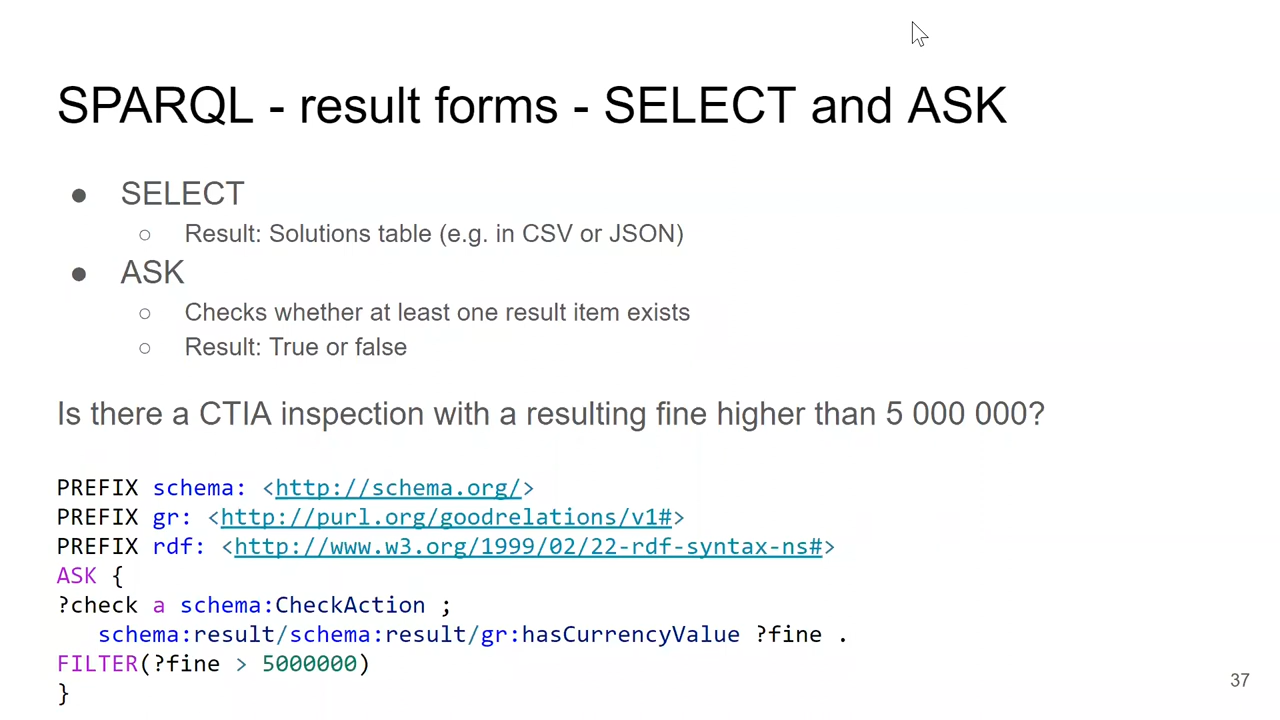 SPARQL - result forms - SELECT and ASK
● SELECT
○ Result: Solutions table (e.g. in CSV or JSON)
● ASK
○ Checks whether at least one result item exists
○ Result: True or false
Is there a CTIA inspection with a resulting fine higher than 5 000 000?
PREFIX schema: <http://schema.org/>
PREFIX gr: <http://purl.org/goodrelations/v1#>
PREFIX rdf: <http://www.w3.org/1999/02/22-rdf-syntax-ns#>
ASK {
?check a schema:CheckAction ;
schema:result/schema:result/gr:hasCurrencyValue ?fine .
FILTER(?fine > 5000000)
}
37